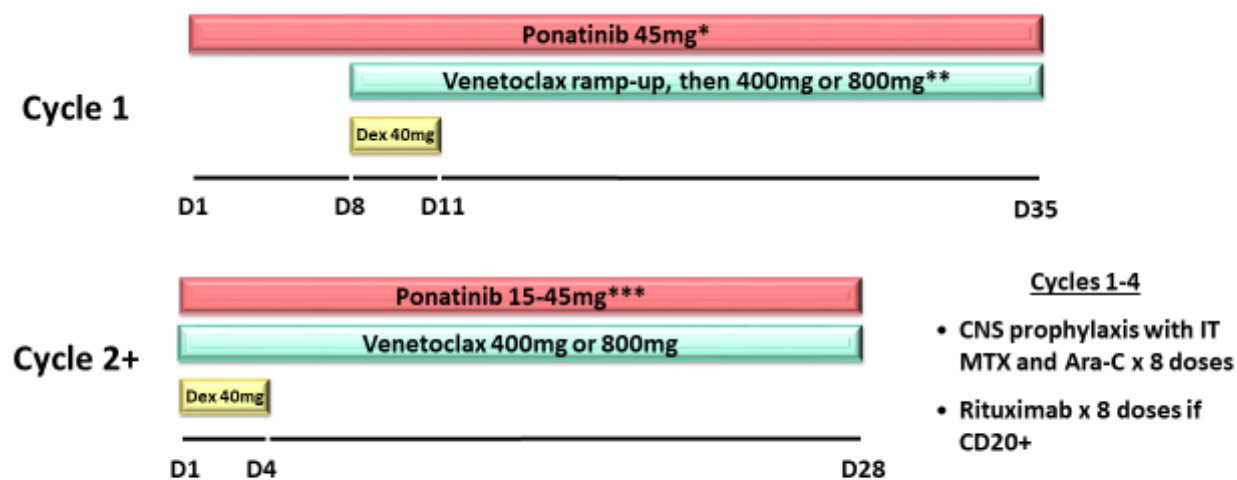 Ponatinib 45mg*
Venetoclax ramp-up, then 400mg or 800mg**
Cycle 1
Dex 40mg
D1
D8
D11
D35
Ponatinib 15-45mg***
Cycles 1-4
Venetoclax 400mg or 800mg
• CNS prophylaxis with IT
MTX and Ara-C x 8 doses
Cycle 2+
Dex 40mg
• Rituximab x 8 doses if
CD20+
D1
D4
D28